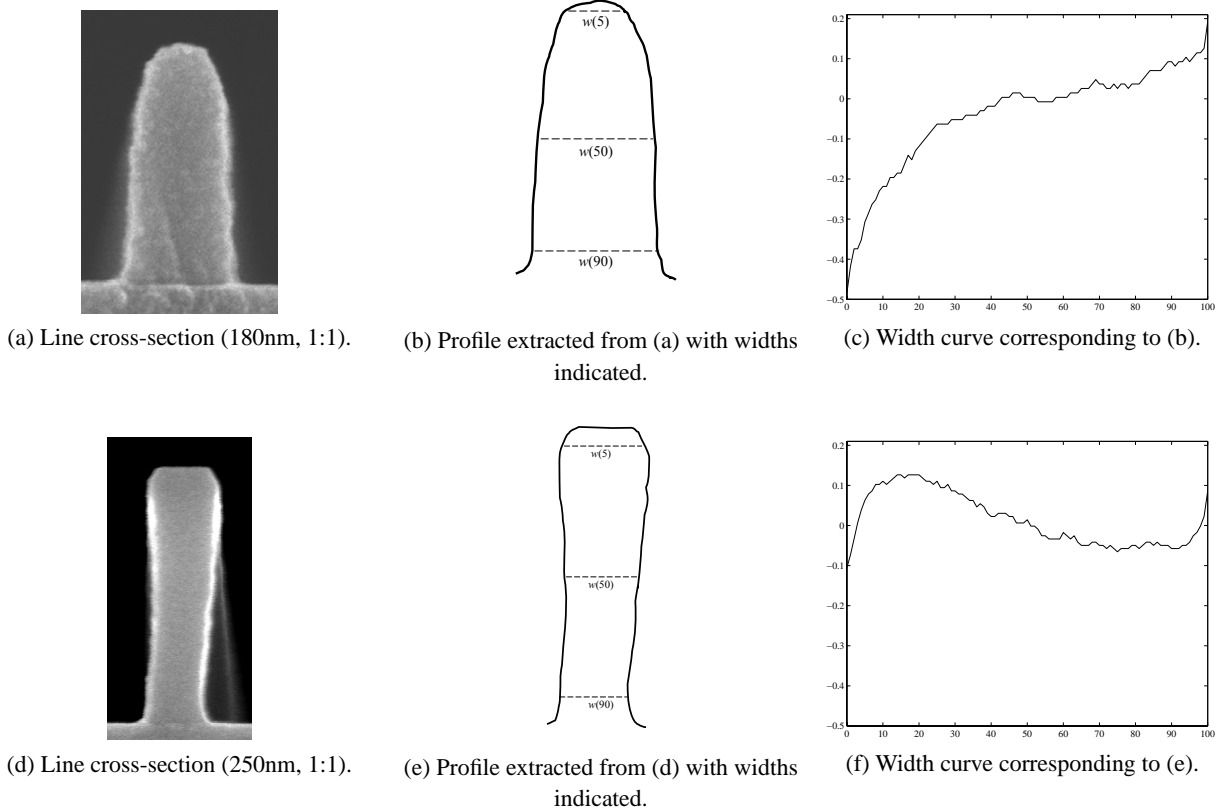 w(5)
w(50)
w(90)
0.2
0.1
0
−0.1
−0.2
−0.3
−0.4
−0.5
0 10 20 30 40 50 60 70 80 90 100
(a) Line cross-section (180nm, 1:1).
(b) Profile extracted from (a) with widths
indicated.
(c) Width curve corresponding to (b).
w(5)
w(50)
w(90)
0.2
0.1
0
−0.1
−0.2
−0.3
−0.4
−0.5
0 10 20 30 40 50 60 70 80 90 100
(d) Line cross-section (250nm, 1:1).
(e) Profile extracted from (d) with widths
indicated.
(f) Width curve corresponding to (e).